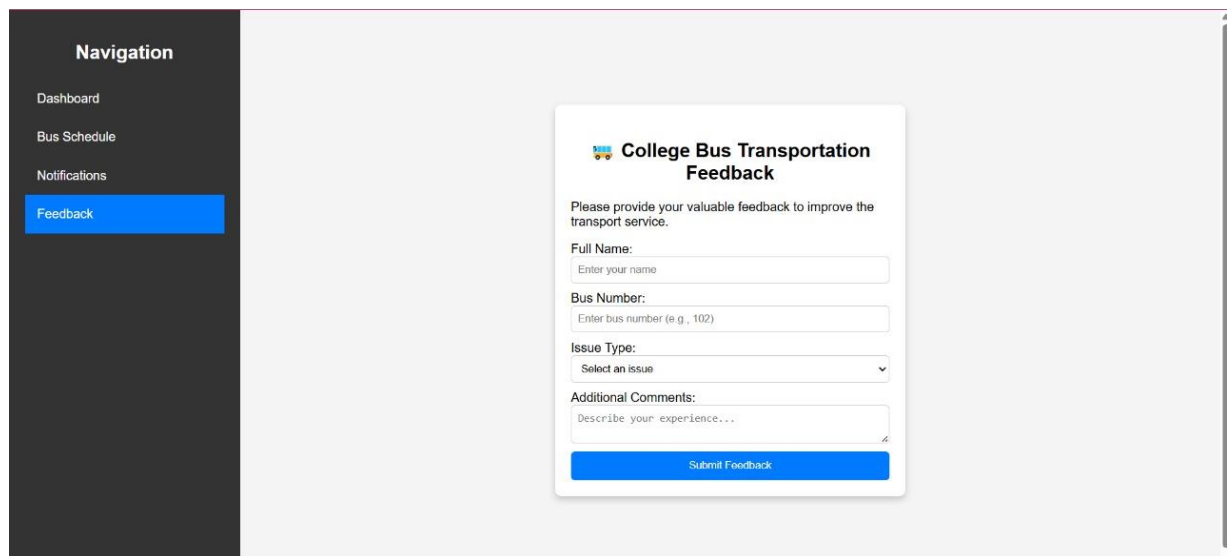 Navigation
Dashboard
Bus Schedule
Notifications
Feedback
College Bus Transportation
Feedback
Please provide your valuable feedback to improve the
transport service.
Full Name:
Enter your name
Bus Number:
Enter bus number (e.g., 102)
Issue Type:
Select an issue
Additional Comments:
Describe your experience...
Submit Feedback